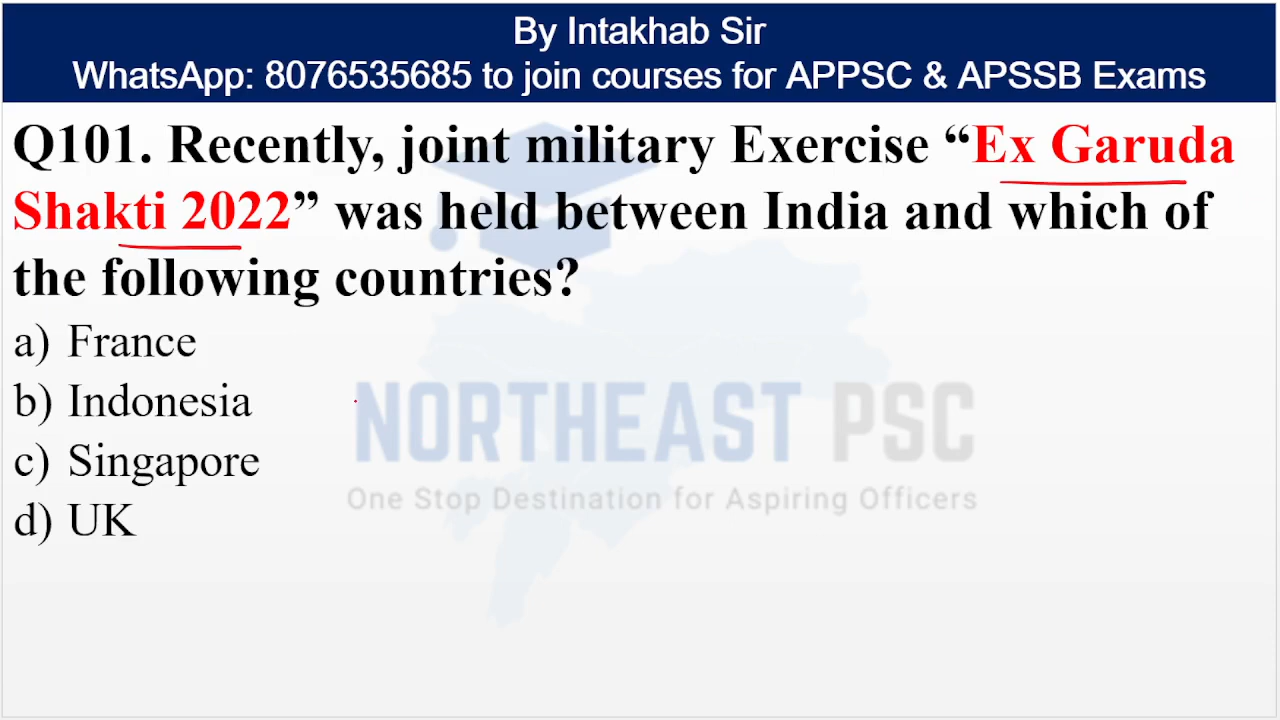 By Intakhab Sir
WhatsApp: 8076535685 to join courses for APPSC & APSSB Exams
Q101. Recently, joint military Exercise “Ex Garuda
Shakti 2022” was held between India and which of
the following countries?
a) France
b) Indonesia
c) Singapore
d) UK
NORTHEAST PSC
One Stop Destination for Aspiring Officers